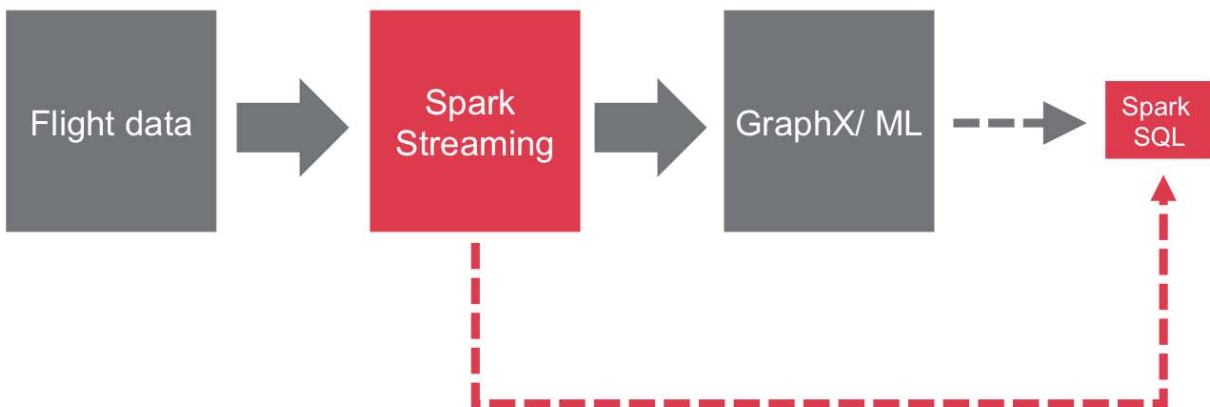 Flight data
Spark
Streaming
GraphX/ ML
Spark
SQL